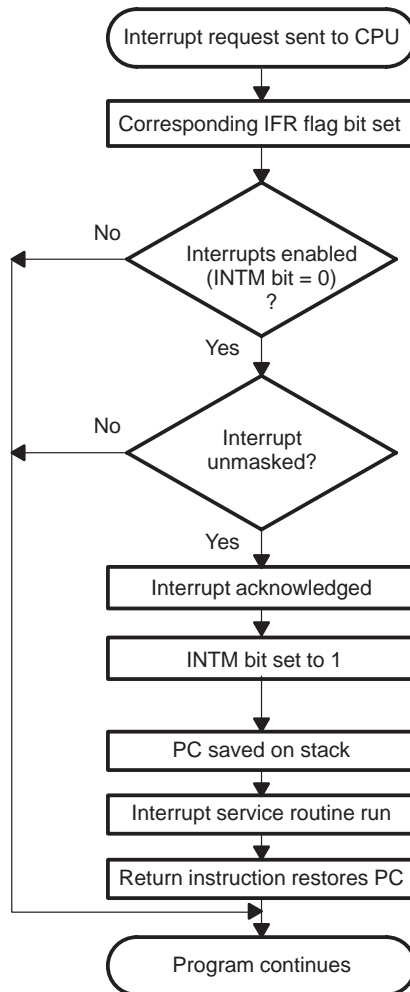 Interrupt request sent to CPU
Corresponding IFR flag bit set
No
Interrupts enabled
(INTM bit = 0)
?
Yes
No
Interrupt
unmasked?
Yes
Interrupt acknowledged
INTM bit set to 1
PC saved on stack
Interrupt service routine run
Return instruction restores PC
Program continues